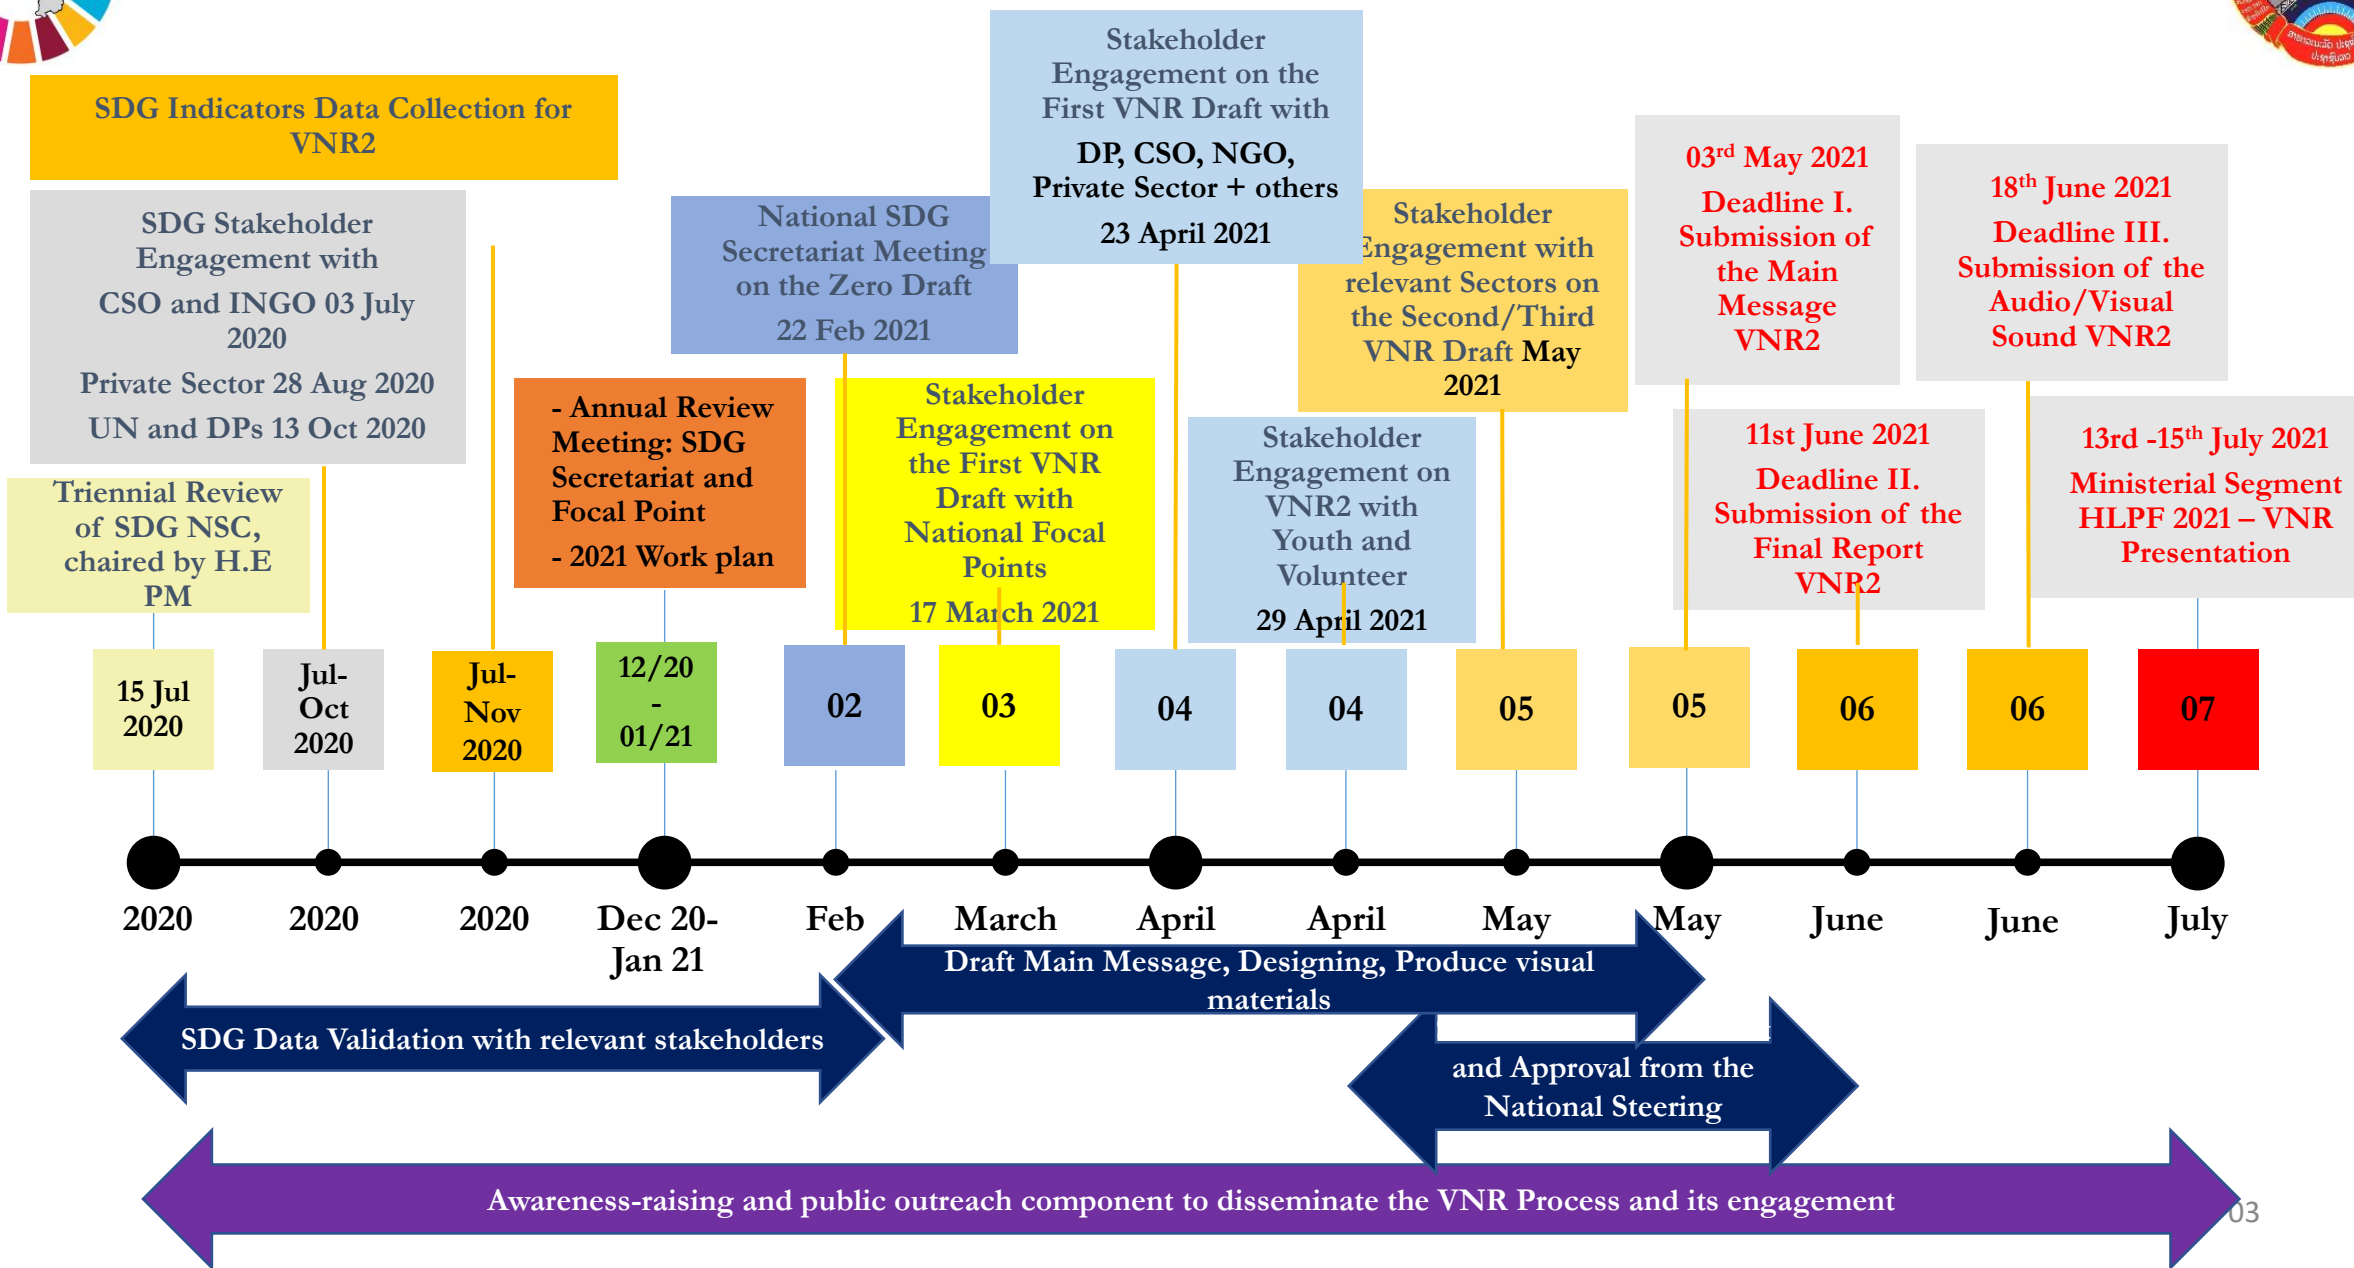 SDG Indicators Data Collection for
VNR2
SDG Stakeholder
Engagement with
CSO and INGO 03 July
2020
Private Sector 28 Aug 2020
UN and DPs 13 Oct 2020
Triennial Review
of SDG NSC,
chaired by H.E
PM
- Annual Review
Meeting: SDG
Secretariat and
Focal Point
- 2021 Work plan
National SDG
Secretariat Meeting
on the Zero Draft
22 Feb 2021
Stakeholder
Engagement on
the First VNR
Draft with
National Focal
Points
17 March 2021
Stakeholder
Engagement on the
First VNR Draft with
DP, CSO, NGO,
Private Sector + others
23 April 2021
Stakeholder
Engagement on
VNR2 with
Youth and
Volunteer
29 April 2021
Stakeholder
Engagement with
relevant Sectors on
the Second/Third
VNR Draft May
2021
03rd May 2021
Deadline I.
Submission of
the Main
Message
VNR2
11st June 2021
Deadline II.
Submission of the
Final Report
VNR2
18th June 2021
Deadline III.
Submission of the
Audio/Visual
Sound VNR2
13rd -15th July 2021
Ministerial Segment
HLPF 2021 – VNR
Presentation
15 Jul
2020
Jul-
Oct
2020
Jul-
Nov
2020
12/20
-
01/21
02
03
04
04
05
05
06
06
07
2020
2020
2020
Dec 20-
Jan 21
Feb
March
April
April
May
May
June
June
July
Draft Main Message, Designing, Produce visual
materials
SDG Data Validation with relevant stakeholders
and Approval from the
National Steering
Awareness-raising and public outreach component to disseminate the VNR Process and its engagement
03